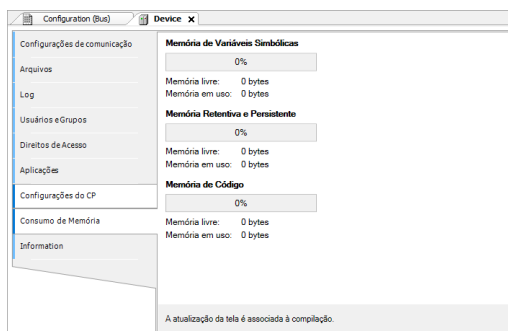 Configuration (Bus)
Device
Configurações de comunicação
Arquivos
Log
Usuários e Grupos
Direitos de Acesso
Aplicações
Configurações do CP
Consumo de Memória
Information
Memória de Variáveis Simbólicas
0%
Memória livre: 0 bytes
Memória em uso: 0 bytes
Memória Retentiva e Persistente
0%
Memória livre: 0 bytes
Memória em uso: 0 bytes
Memória de Código
0%
Memória livre: 0 bytes
Memória em uso: 0 bytes
A atualização da tela é associada à compilação.